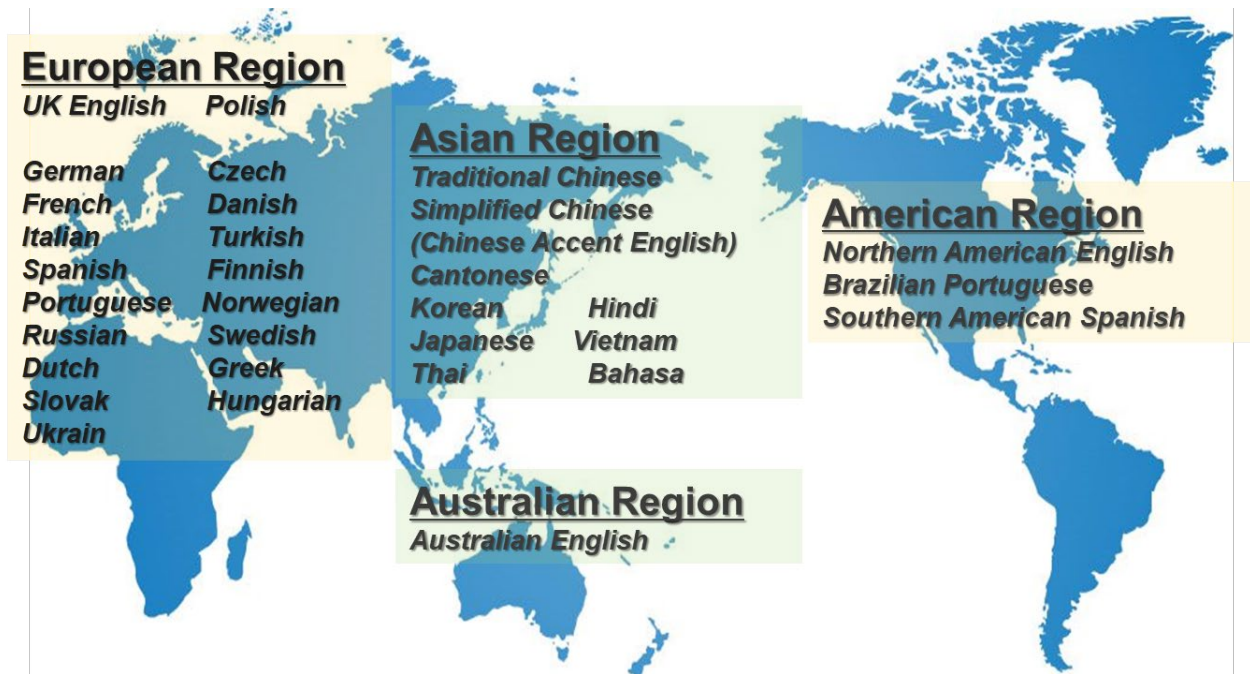 European Region
UK English Polish
German Czech
French Danish
Italian Turkish
Spanish Finnish
Portuguese Norwegian
Russian Swedish
Dutch Greek
Slovak Hungarian
Ukrain
Asian Region
Traditional Chinese
Simplified Chinese
(Chinese Accent English)
Cantonese
Korean Hindi
Japanese Vietnam
Thai Bahasa
Australian Region
Australian English
American Region
Northern American English
Brazilian Portuguese
Southern American Spanish